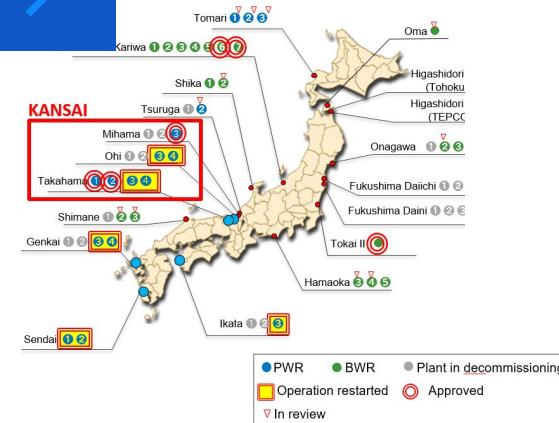 Tomari 1 2 3
Oma
Kariwa 1 2 3 4 5 6 7
Higashidori
(Tohoku
Shika 1 2
Higashidori
(TEPCO
KANSAI
Tsuruga 1 2
Mihama 1 2 3
Onagawa 1 2 3
Ohi 1 2 3 4
Takahama 1 2 3 4
Fukushima Daiichi 1 2
Fukushima Daini 1 2 3
Shimane 1 2 3
Genkai 1 2 3 4
Tokai II
Hamaoka 3 4 5
Ikata 1 2 3
Sendai 1 2
PWR BWR Plant in decommissioning
Operation restarted Approved
In review